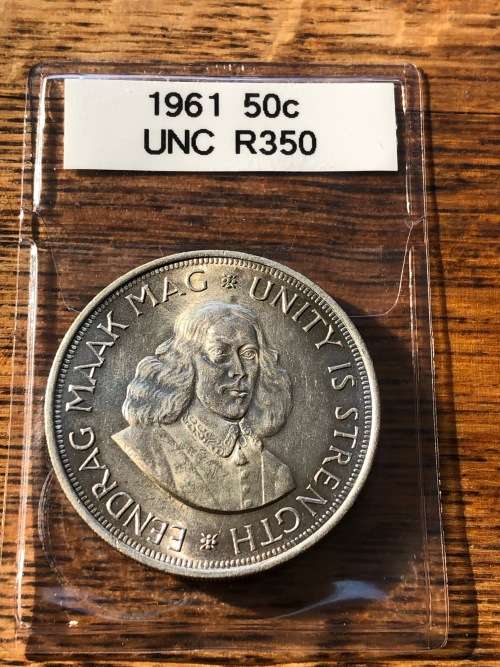 1961 50c
UNC R350
EENDRAG MAAK MAG * UNITY IS STRENGTH *